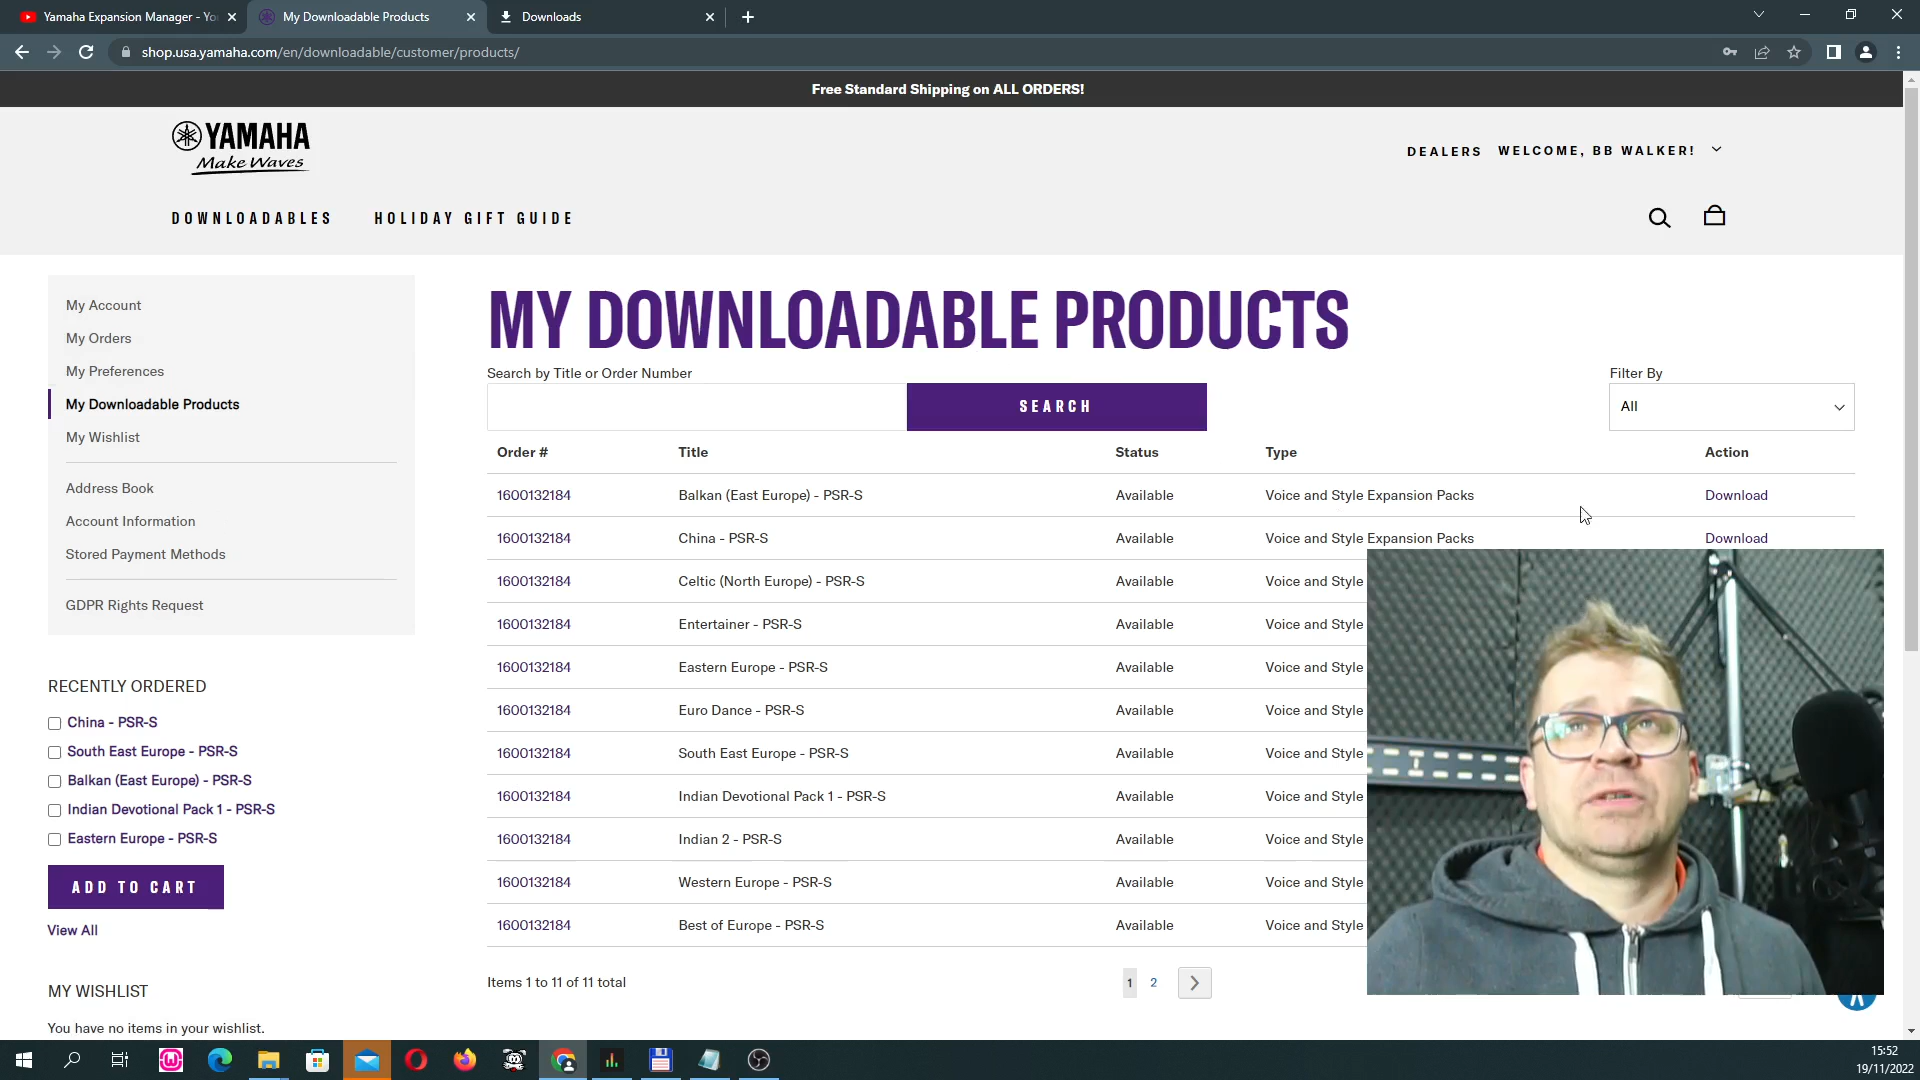 Yamaha Expansion Manager - Yo
My Downloadable Products
Downloads
shop.usa.yamaha.com/en/downloadable/customer/products/
Free Standard Shipping on ALL ORDERS!
YAMAHA
Make Waves
DEALERS WELCOME, BB WALKER!
DOWNLOADABLES HOLIDAY GIFT GUIDE
My Account
My Orders
My Preferences
My Downloadable Products
My Wishlist
Address Book
Account Information
Stored Payment Methods
GDPR Rights Request
RECENTLY ORDERED
China - PSR-S
South East Europe - PSR-S
Balkan (East Europe) - PSR-S
Indian Devotional Pack 1 - PSR-S
Eastern Europe - PSR-S
ADD TO CART
View All
MY WISHLIST
You have no items in your wishlist.
MY DOWNLOADABLE PRODUCTS
Search by Title or Order Number
SEARCH
Filter By
All
Order # Title Status Type Action
1600132184 Balkan (East Europe) - PSR-S Available Voice and Style Expansion Packs Download
1600132184 China - PSR-S Available Voice and Style Expansion Packs Download
1600132184 Celtic (North Europe) - PSR-S Available Voice and Style
1600132184 Entertainer - PSR-S Available Voice and Style
1600132184 Eastern Europe - PSR-S Available Voice and Style
1600132184 Euro Dance - PSR-S Available Voice and Style
1600132184 South East Europe - PSR-S Available Voice and Style
1600132184 Indian Devotional Pack 1 - PSR-S Available Voice and Style
1600132184 Indian 2 - PSR-S Available Voice and Style
1600132184 Western Europe - PSR-S Available Voice and Style
1600132184 Best of Europe - PSR-S Available Voice and Style
Items 1 to 11 of 11 total
1 2
15:52
19/11/2022